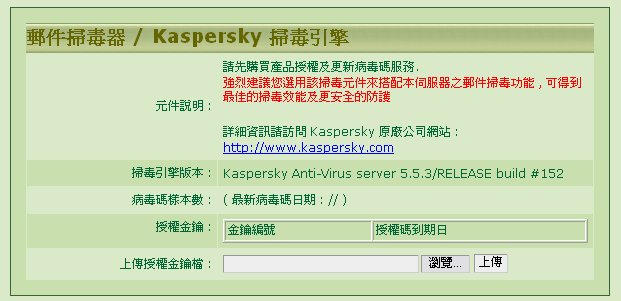 郵件掃毒器 / Kaspersky 掃毒引擎
請先購買產品授權及更新病毒碼服務.
強烈建議您選用該掃毒元件來搭配本伺服器之郵件掃毒功能，可得到
最佳的掃毒效能及更安全的防護
元件說明：
詳細資訊請訪問 Kaspersky 原廠公司網站：
http://www.kaspersky.com
掃毒引擎版本： Kaspersky Anti-Virus server 5.5.3/RELEASE build #152
病毒碼樣本數： ( 最新病毒碼日期：// )
授權金鑰： 金鑰編號 授權碼到期日
上傳授權金鑰檔： 瀏覽... 上傳